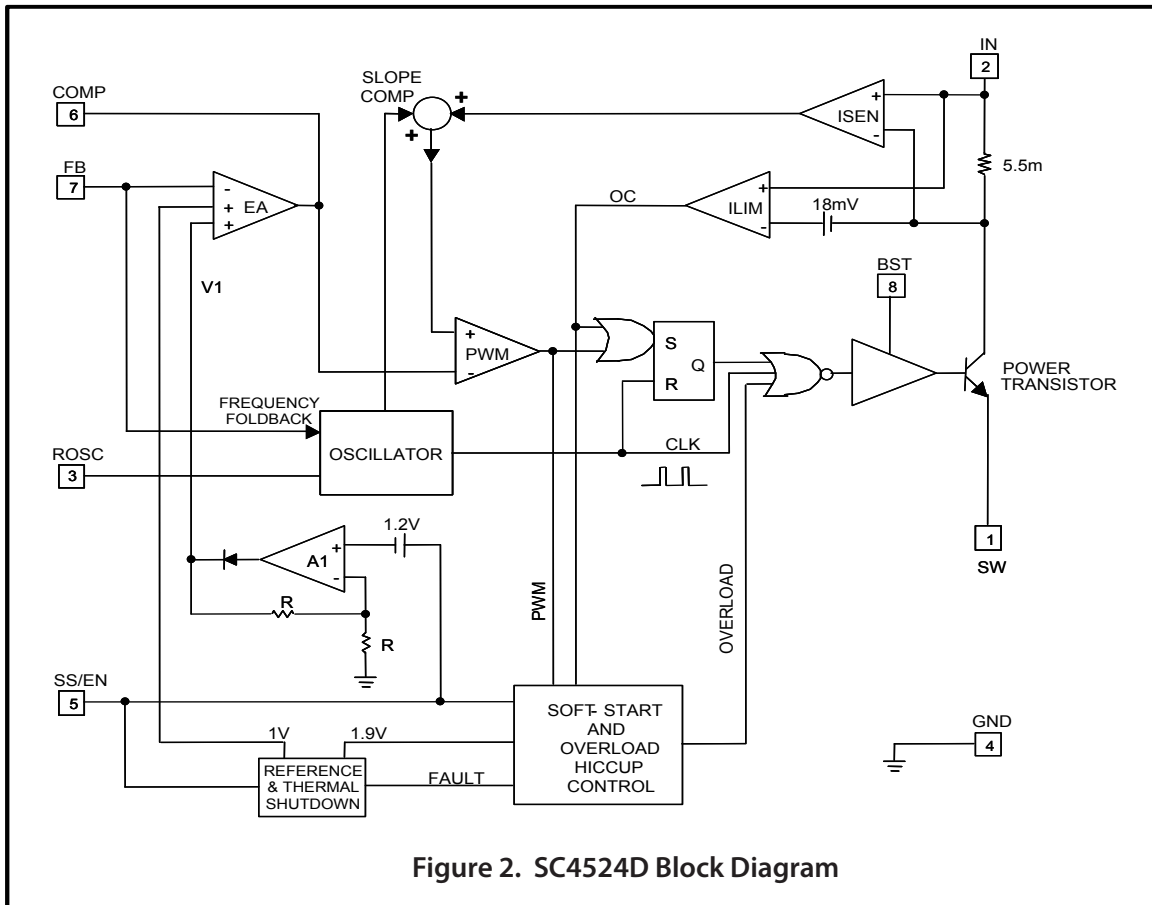 IN
2
SLOPE
COMP
COMP
6
+
+
+
-
ISEN
FB
7
-
+
+
EA
5.5m
OC
+
-
ILIM
18mV
V1
BST
8
+
-
PWM
S
R
Q
POWER
TRANSISTOR
FREQUENCY
FOLDBACK
OSCILLATOR
CLK
ROSC
3
1.2V
A1
+
-
1
SW
R
R
PWM
OVERLOAD
SS/EN
5
SOFT- START
AND
OVERLOAD
HICCUP
CONTROL
GND
4
1V
1.9V
REFERENCE
& THERMAL
SHUTDOWN
FAULT
Figure 2. SC4524D Block Diagram